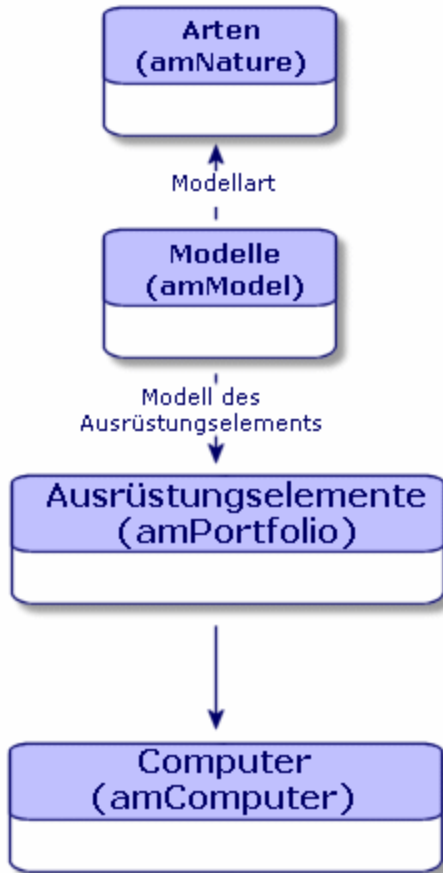 Arten
(amNature)
Modellart
Modelle
(amModel)
Modell des
Ausrüstungselements
Ausrüstungselemente
(amPortfolio)
Computer
(amComputer)